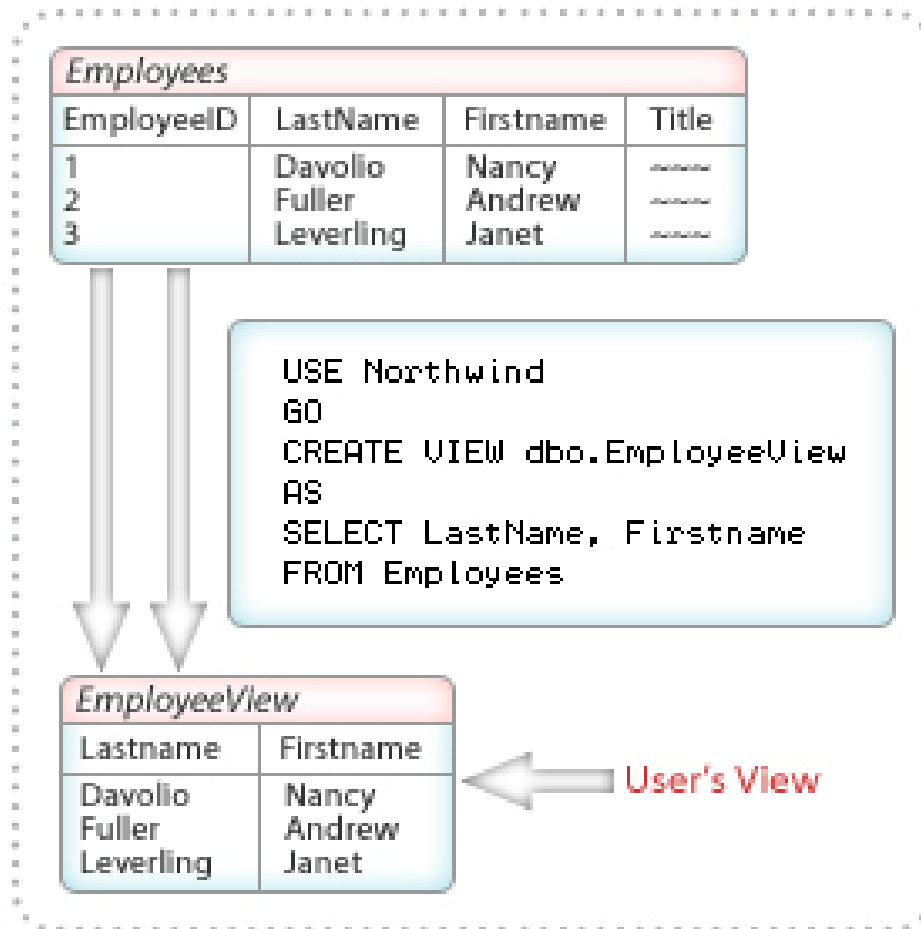 Employees
EmployeeID LastName Firstname Title
1 Davolio Nancy ~~~~
2 Fuller Andrew ~~~~
3 Leverling Janet ~~~~
USE Northwind
GO
CREATE VIEW dbo.EmployeeView
AS
SELECT LastName, Firstname
FROM Employees
EmployeeView
Lastname Firstname
Davolio Nancy
Fuller Andrew
Leverling Janet
User's View